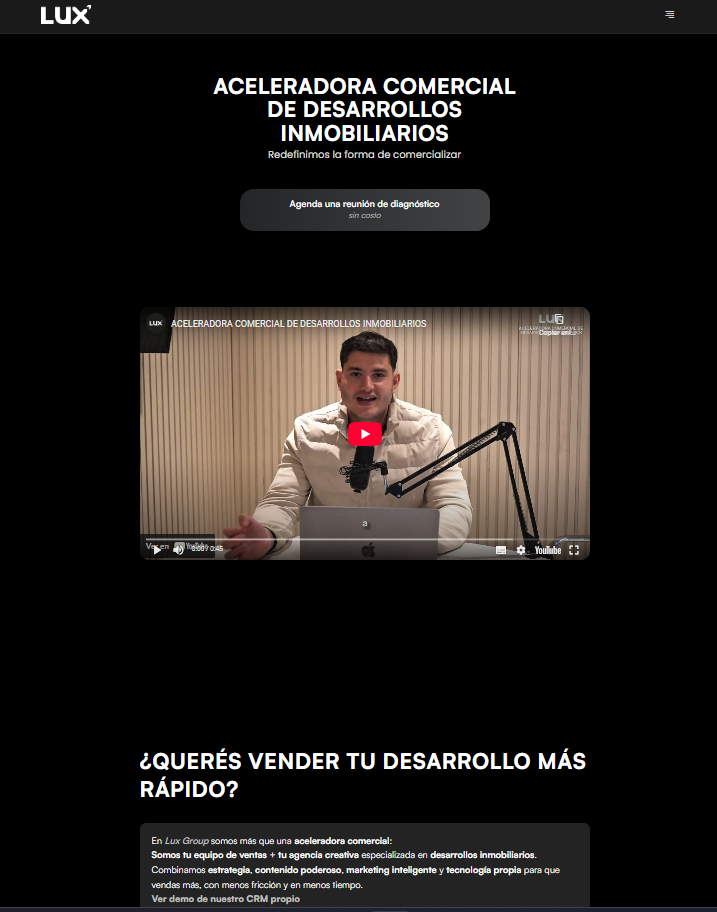 LUX
ACELERADORA COMERCIAL
DE DESARROLLOS
INMOBILIARIOS
Redefinimos la forma de comercializar
Agenda una reunión de diagnóstico
sin costo
LUX
ACELERADORA COMERCIAL DE DESARROLLOS INMOBILIARIOS
LUX
Copiar enl...
a
Ver en YouTube
0:00 / 0:45
YouTube
¿QUERÉS VENDER TU DESARROLLO MÁS
RÁPIDO?
En Lux Group somos más que una aceleradora comercial:
Somos tu equipo de ventas + tu agencia creativa especializada en desarrollos inmobiliarios.
Combinamos estrategia, contenido poderoso, marketing inteligente y tecnología propia para que
vendas más, con menos fricción y en menos tiempo.
Ver demo de nuestro CRM propio